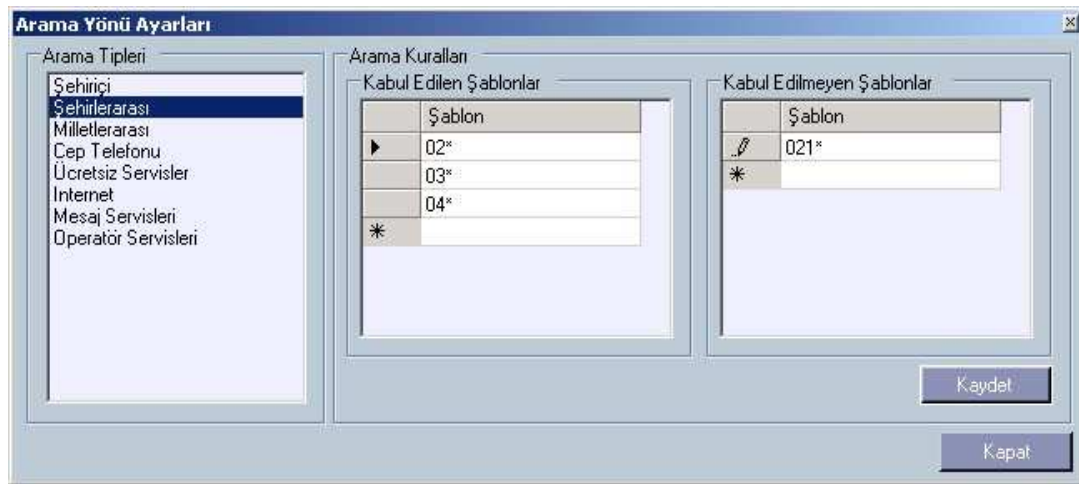 Arama Yönü Ayarları
Arama Tipleri
Şehiriçi
Şehirlerarası
Milletlerarası
Cep Telefonu
Ücretsiz Servisler
Internet
Mesaj Servisleri
Operatör Servisleri
Arama Kuralları
Kabul Edilen Şablonlar
Şablon
02*
03*
04*
Kabul Edilmeyen Şablonlar
Şablon
021*
Kaydet
Kapat